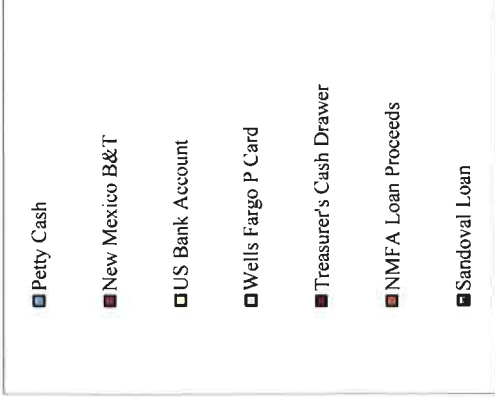 Petty Cash
New Mexico B&T
US Bank Account
Wells Fargo P Card
Treasurer's Cash Drawer
NMFA Loan Proceeds
Sandoval Loan